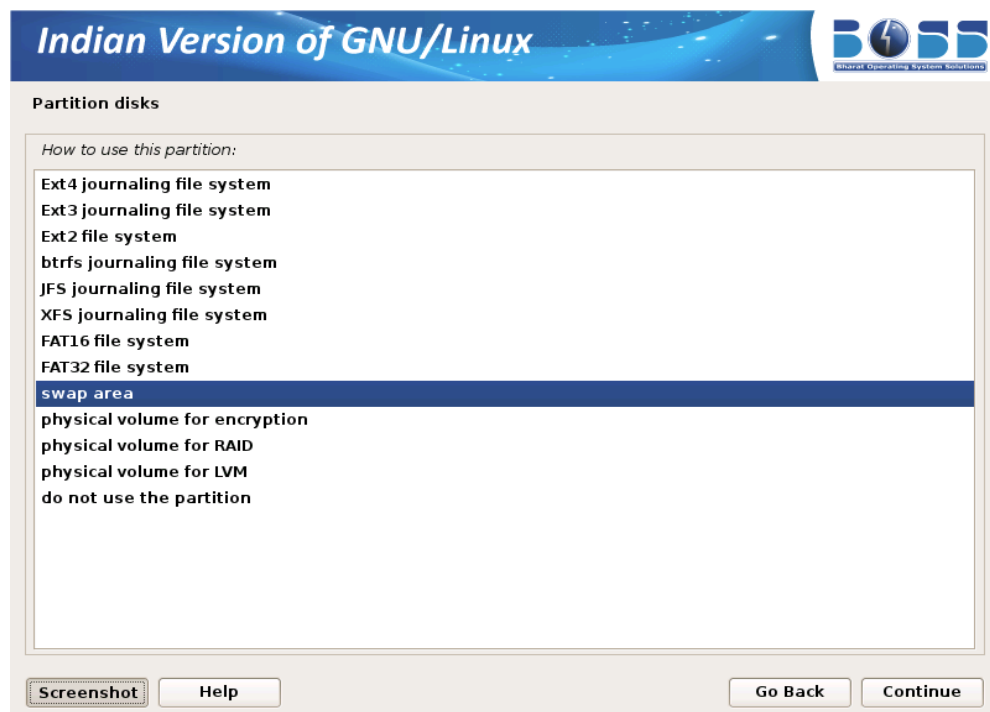 Indian Version of GNU/Linux
BOSS
Bharat Operating System Solutions
Partition disks
How to use this partition:
Ext4 journaling file system
Ext3 journaling file system
Ext2 file system
btrfs journaling file system
JFS journaling file system
XFS journaling file system
FAT16 file system
FAT32 file system
swap area
physical volume for encryption
physical volume for RAID
physical volume for LVM
do not use the partition
Screenshot Help Go Back Continue